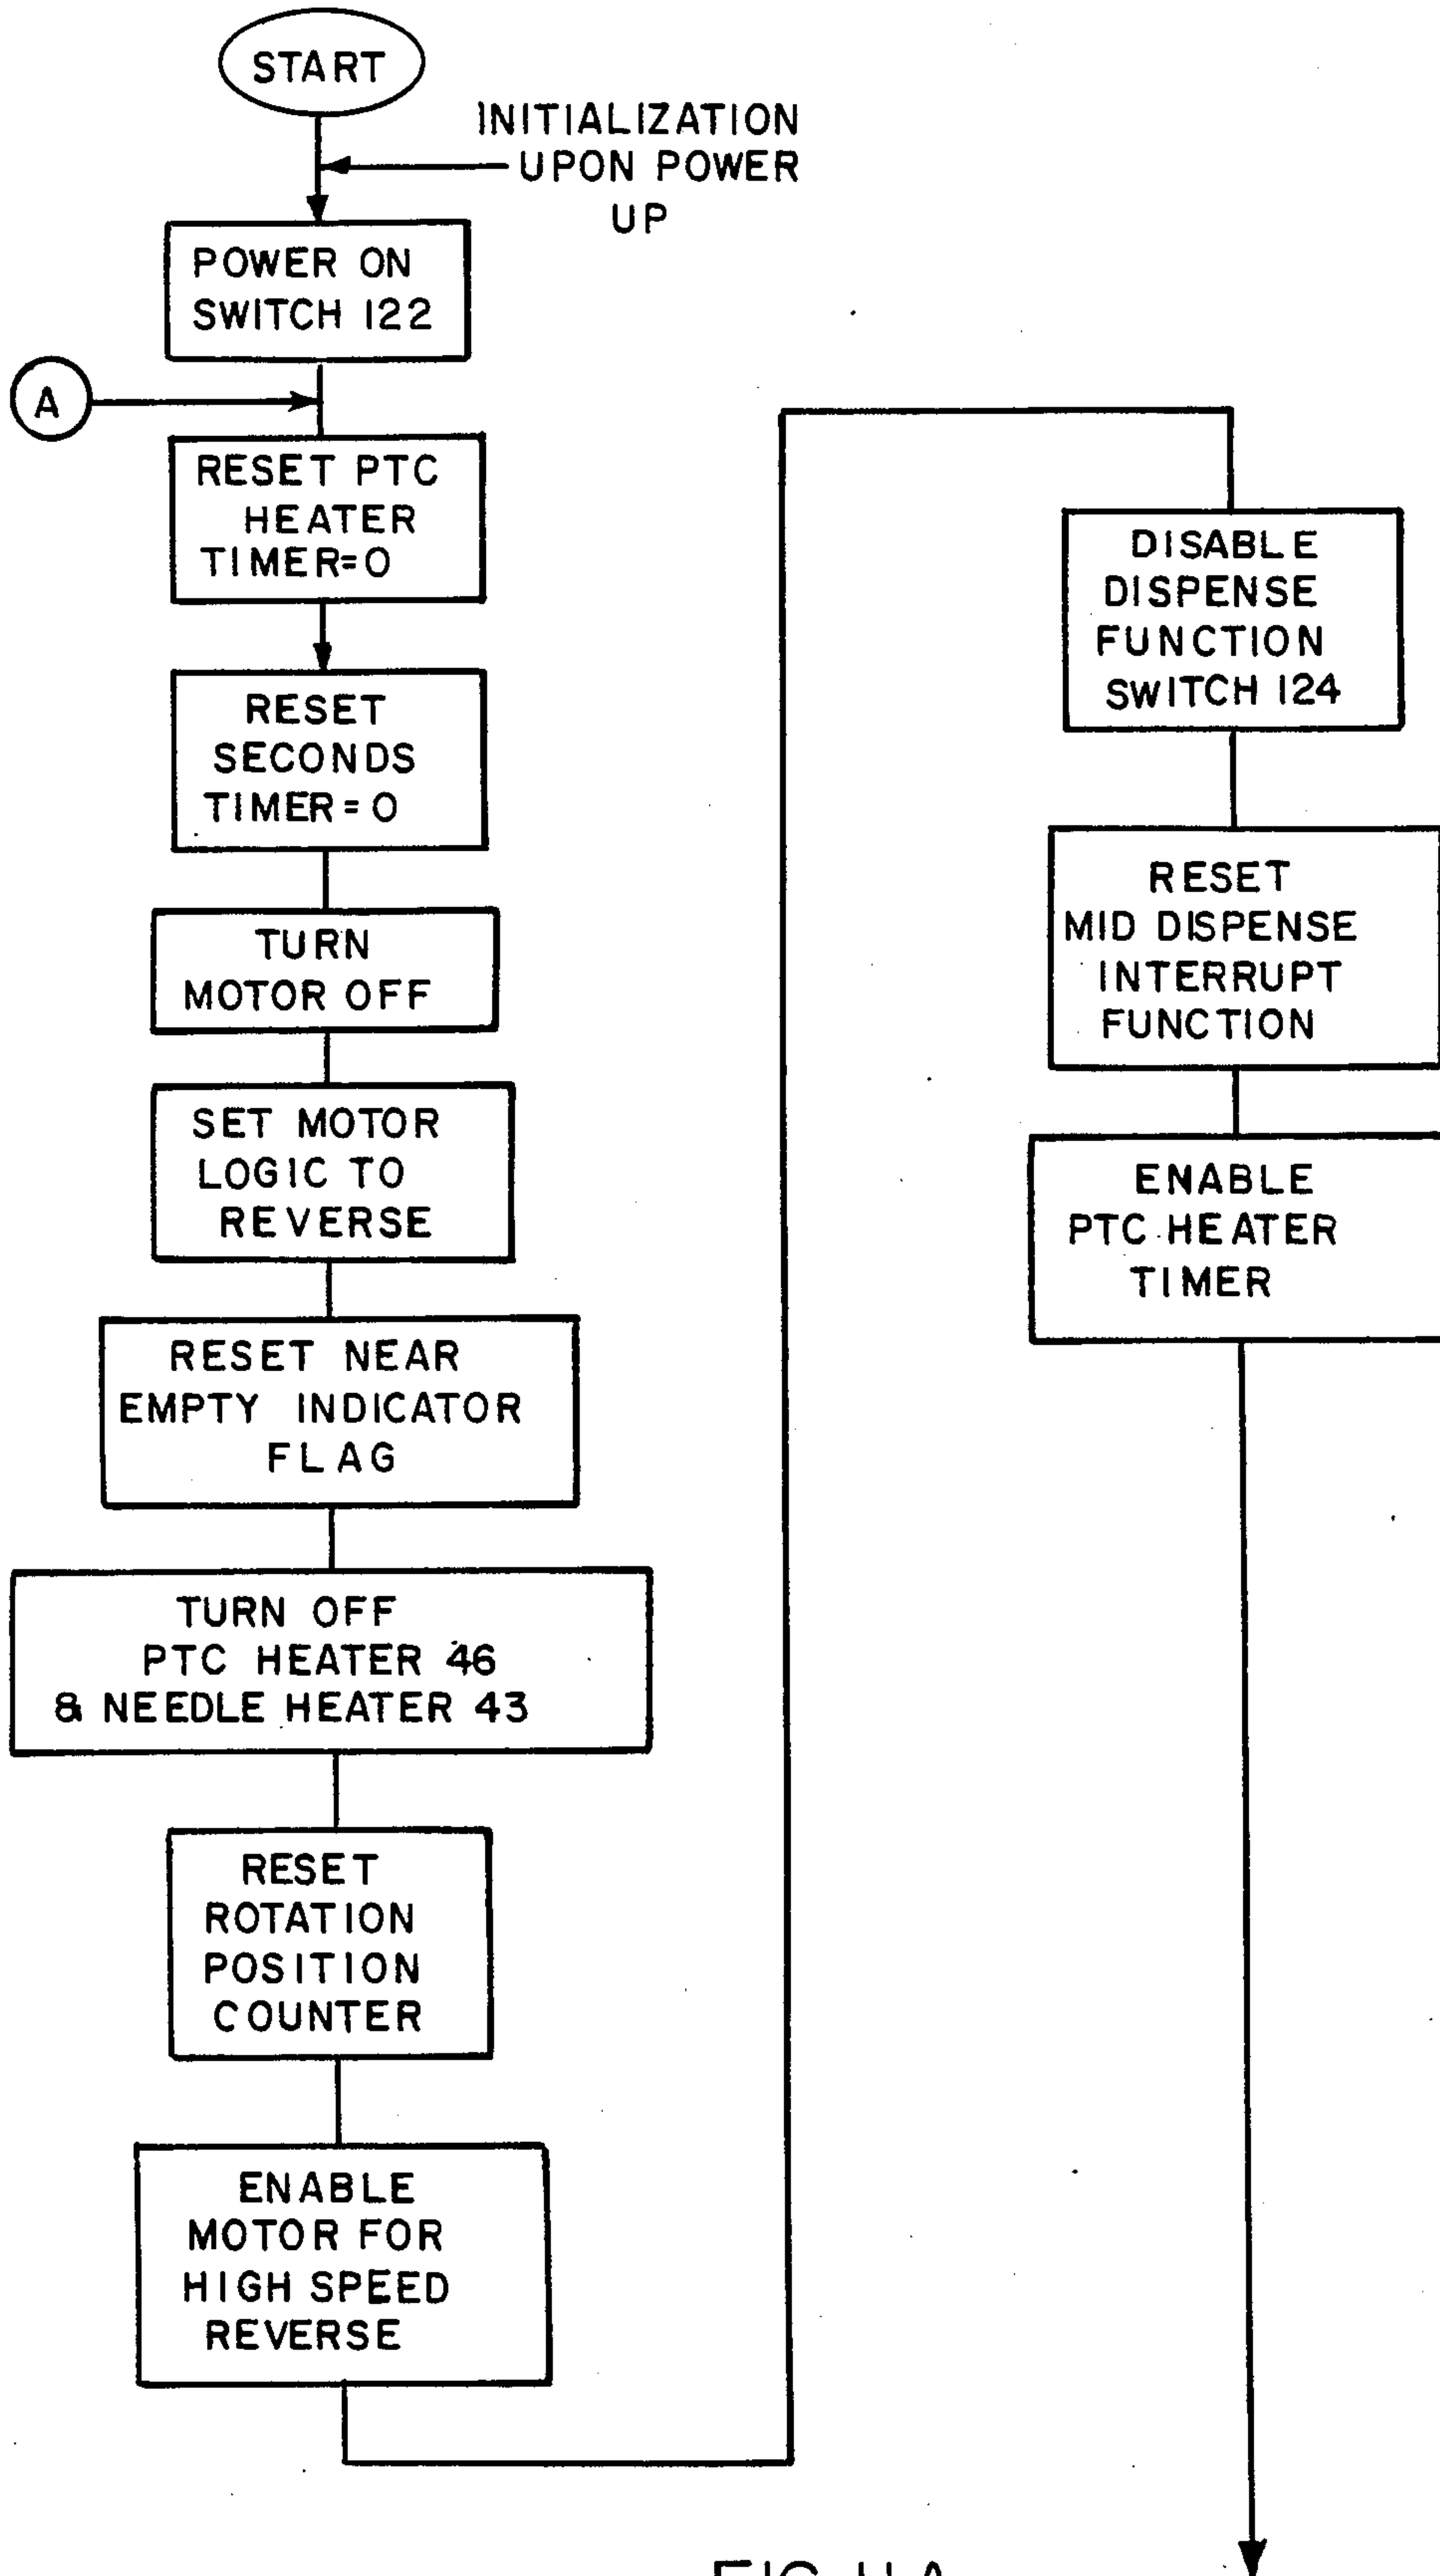 START
INITIALIZATION
UPON POWER
UP
POWER ON
SWITCH 122
A
RESET PTC
HEATER
TIMER=0
RESET
SECONDS
TIMER=0
TURN
MOTOR OFF
SET MOTOR
LOGIC TO
REVERSE
RESET NEAR
EMPTY INDICATOR
FLAG
TURN OFF
PTC HEATER 46
& NEEDLE HEATER 43
RESET
ROTATION
POSITION
COUNTER
ENABLE
MOTOR FOR
HIGH SPEED
REVERSE
DISABLE
DISPENSE
FUNCTION
SWITCH 124
RESET
MID DISPENSE
INTERRUPT
FUNCTION
ENABLE
PTC HEATER
TIMER